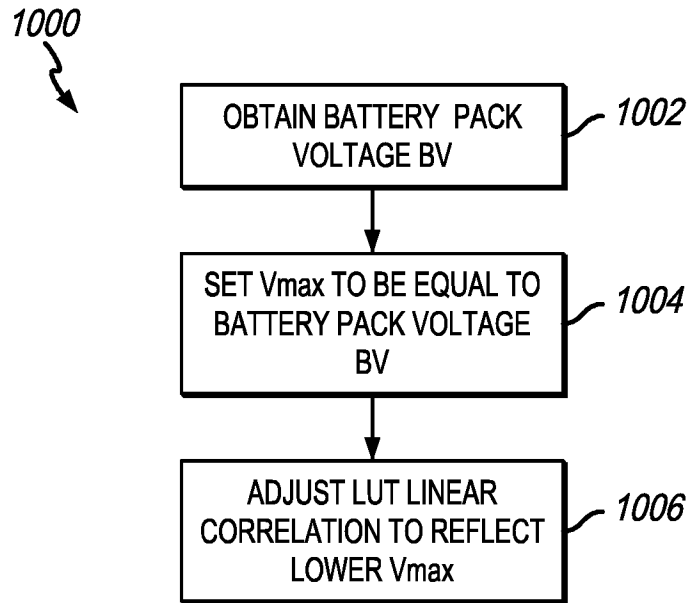 1000
OBTAIN BATTERY PACK
VOLTAGE BV
1002
SET Vmax TO BE EQUAL TO
BATTERY PACK VOLTAGE
BV
1004
ADJUST LUT LINEAR
CORRELATION TO REFLECT
LOWER Vmax
1006